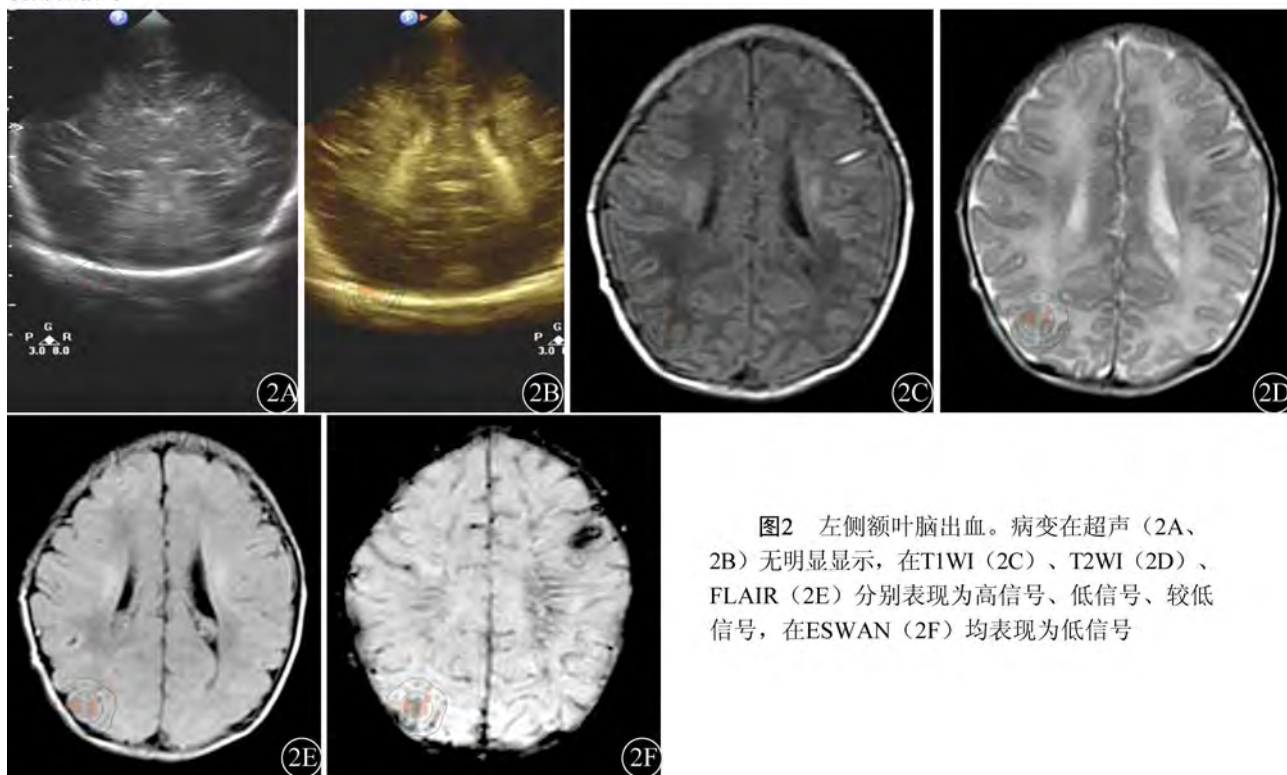 P
P
P G R
3.0 8.0
2A
G
P
3.0
2B
2C
2D
2E
2F
图2 左侧额叶脑出血。病变在超声（2A、
2B）无明显显示，在T1WI（2C）、T2WI（2D）、
FLAIR（2E）分别表现为高信号、低信号、较低
信号，在ESWAN（2F）均表现为低信号